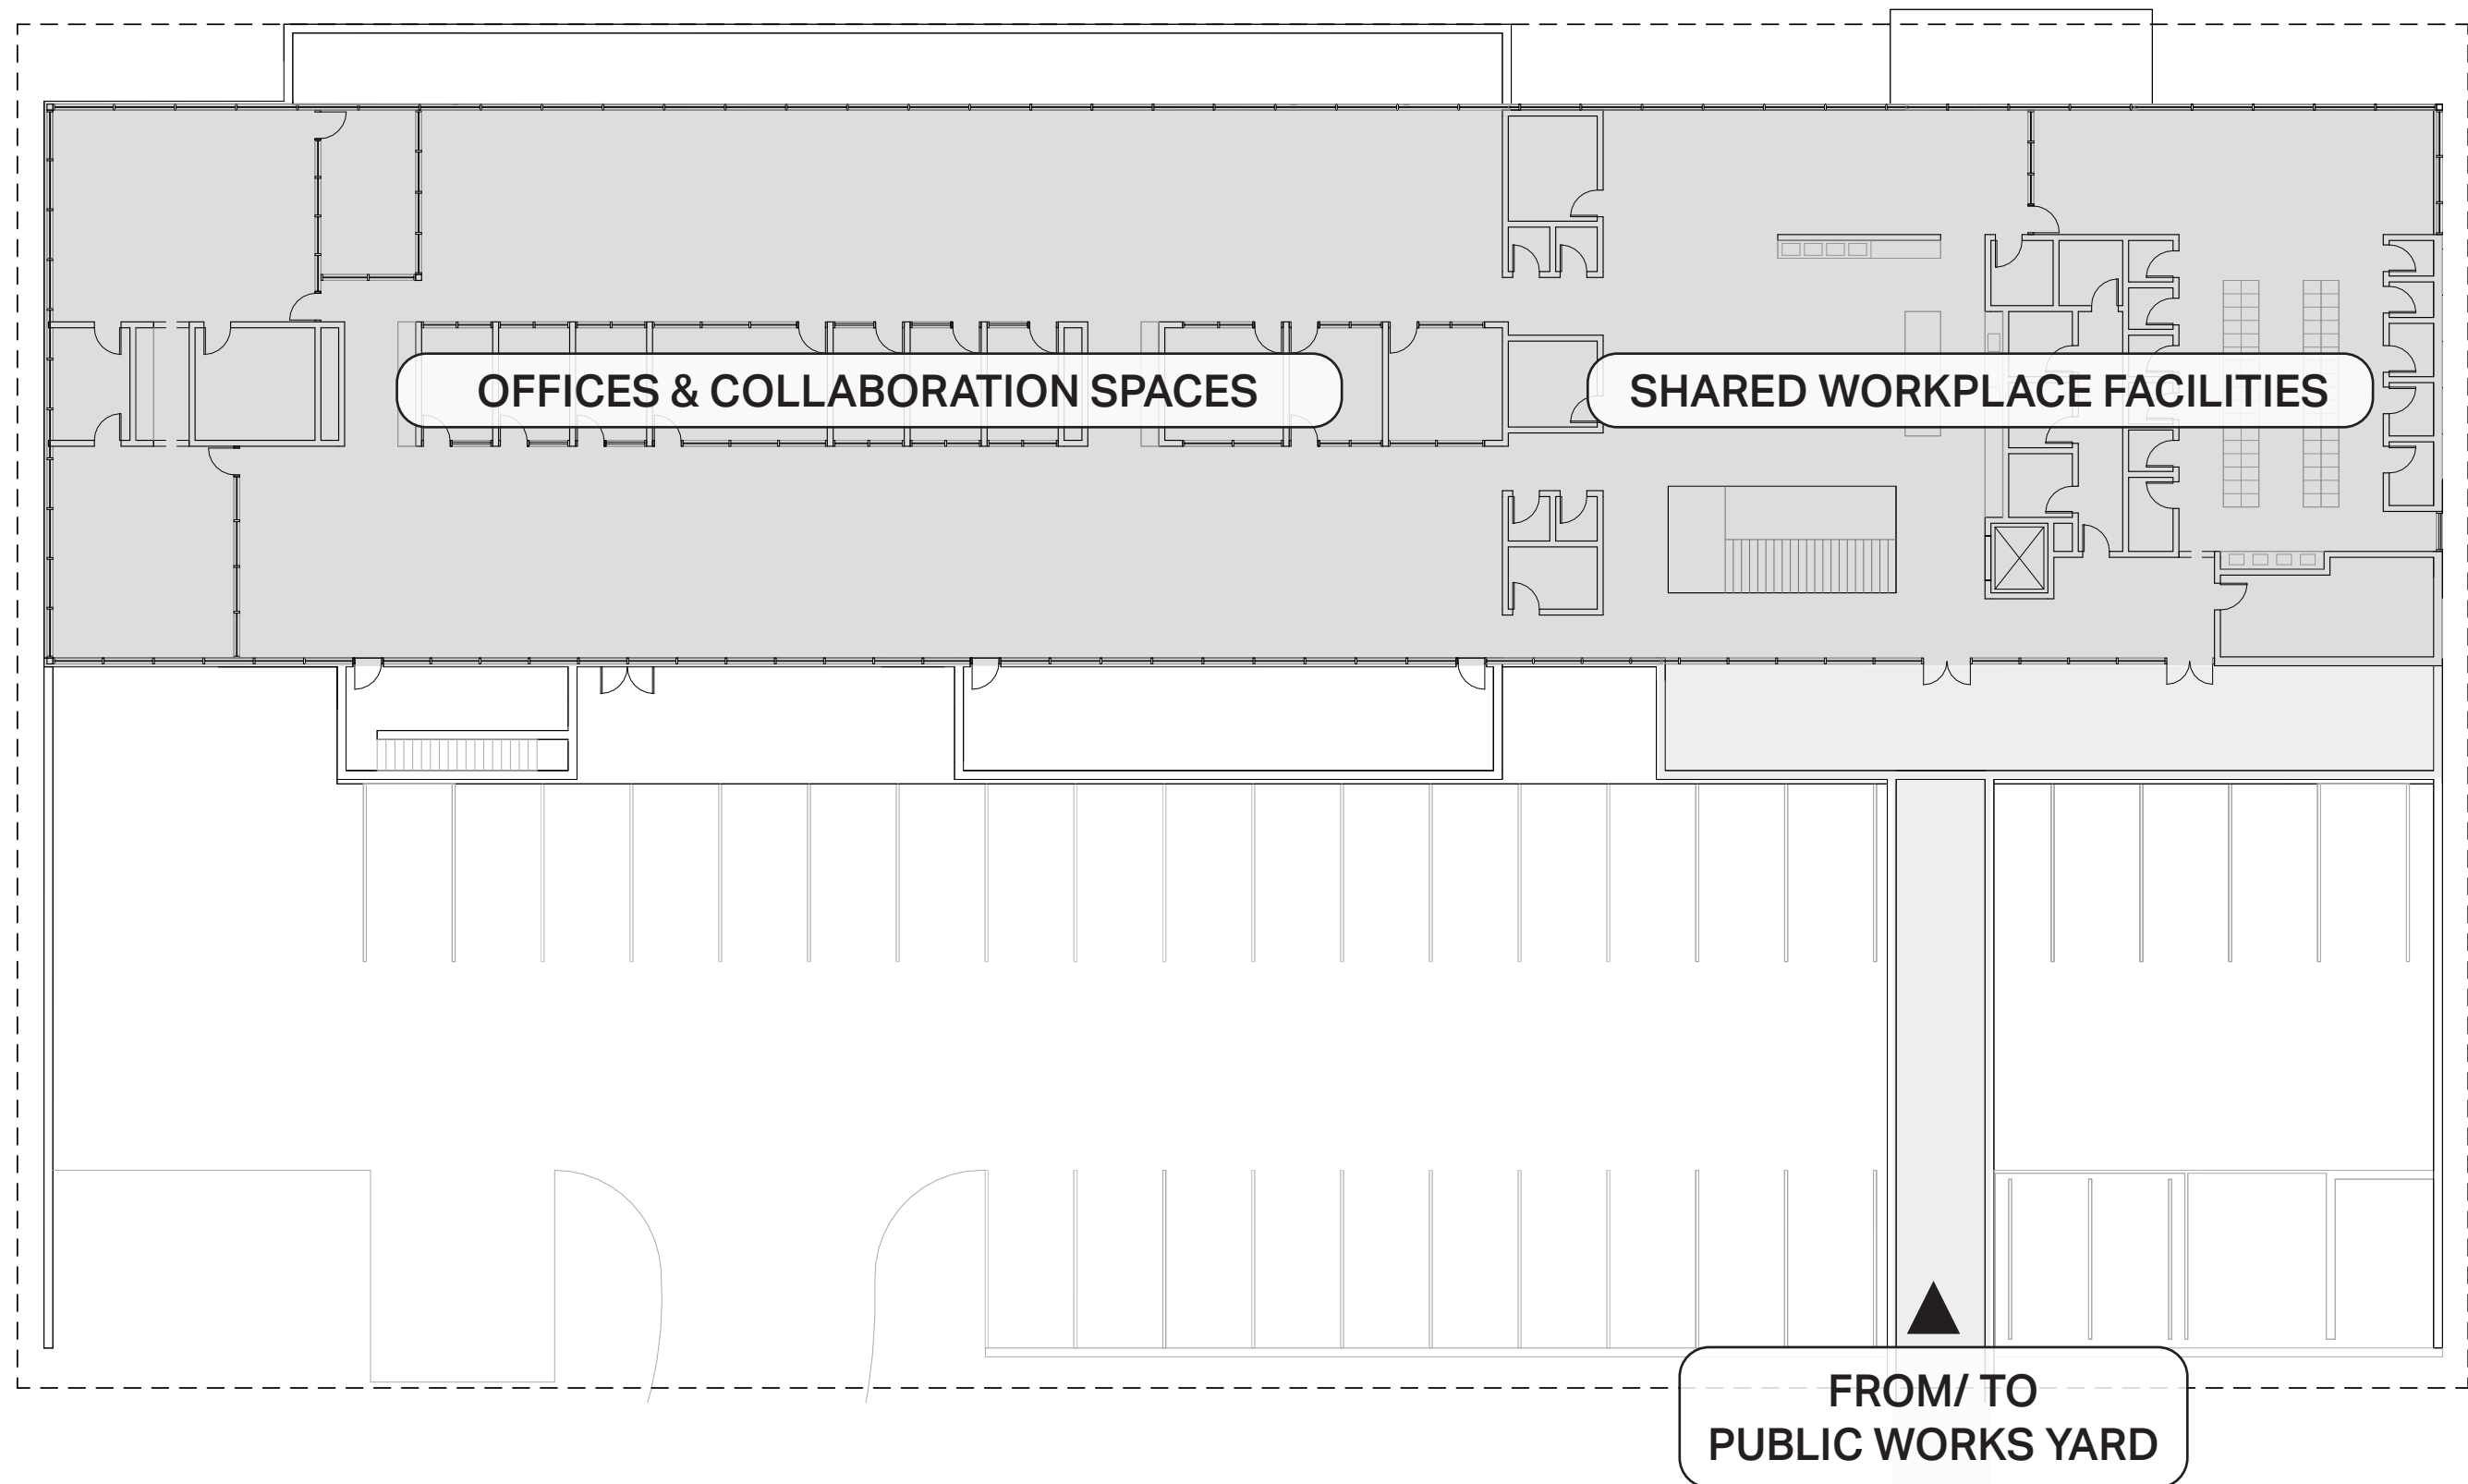 OFFICES & COLLABORATION SPACES
SHARED WORKPLACE FACILITIES
FROM/ TO
PUBLIC WORKS YARD